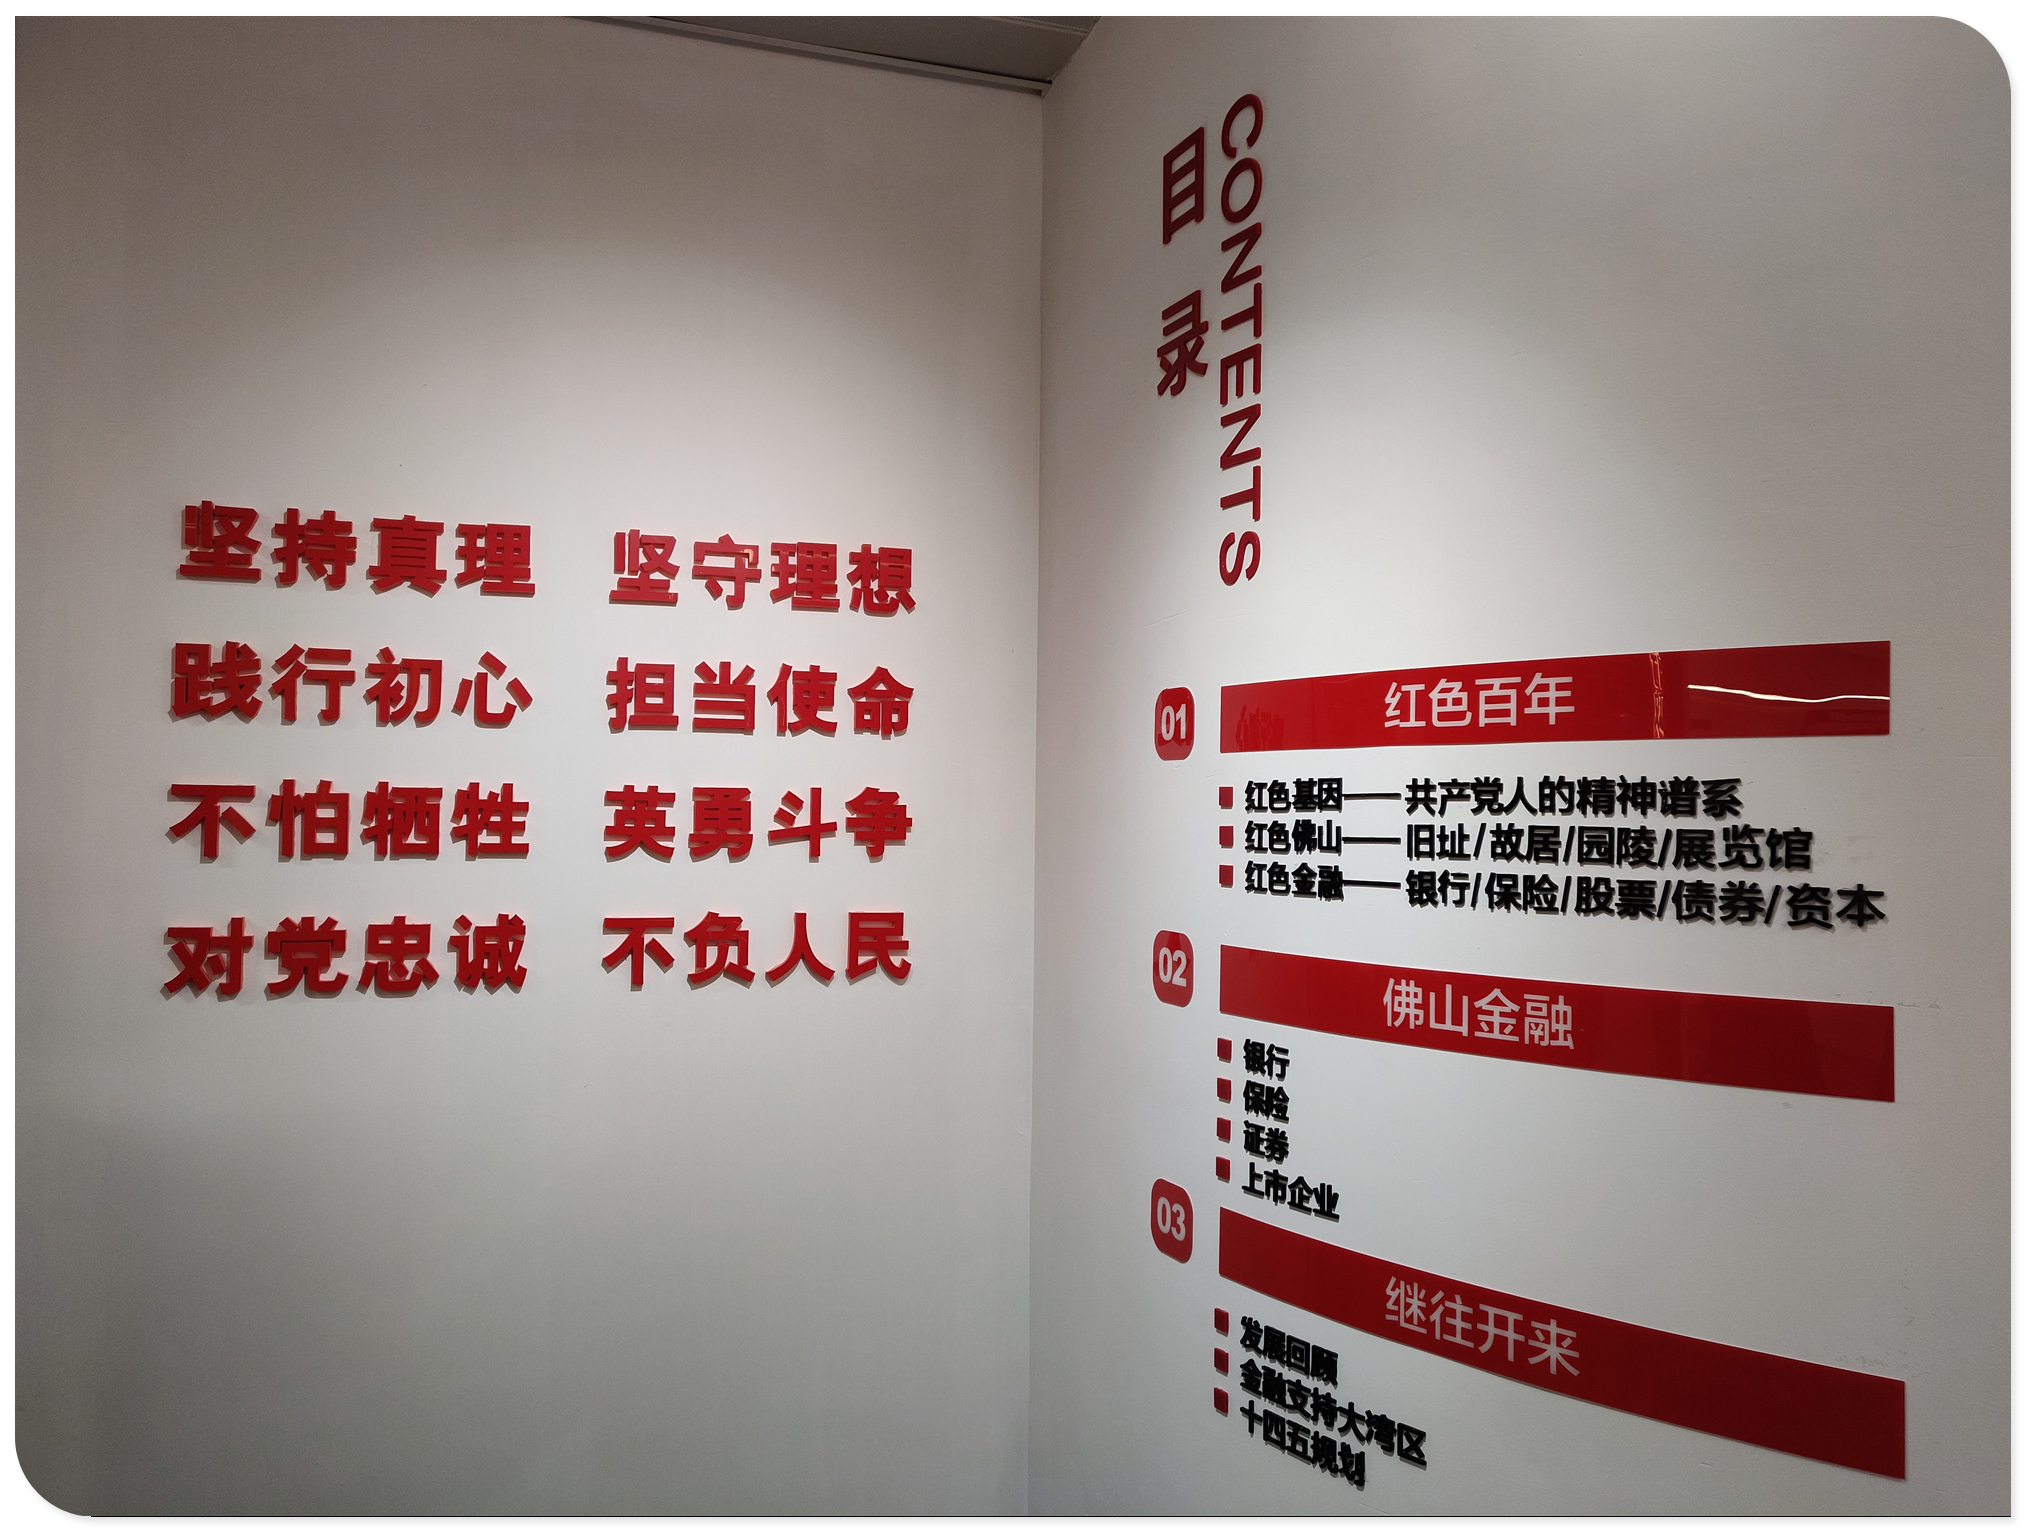 坚持真理 坚守理想
践行初心 担当使命
不怕牺牲 英勇斗争
对党忠诚 不负人民
目录
CONTENTS
01 红色百年
红色基因——共产党人的精神谱系
红色佛山——旧址/故居/园陵/展览馆
红色金融——银行/保险/股票/债券/资本
02 佛山金融
银行
保险
证券
上市企业
03 继往开来
发展回顾
金融支持大湾区
十四五规划